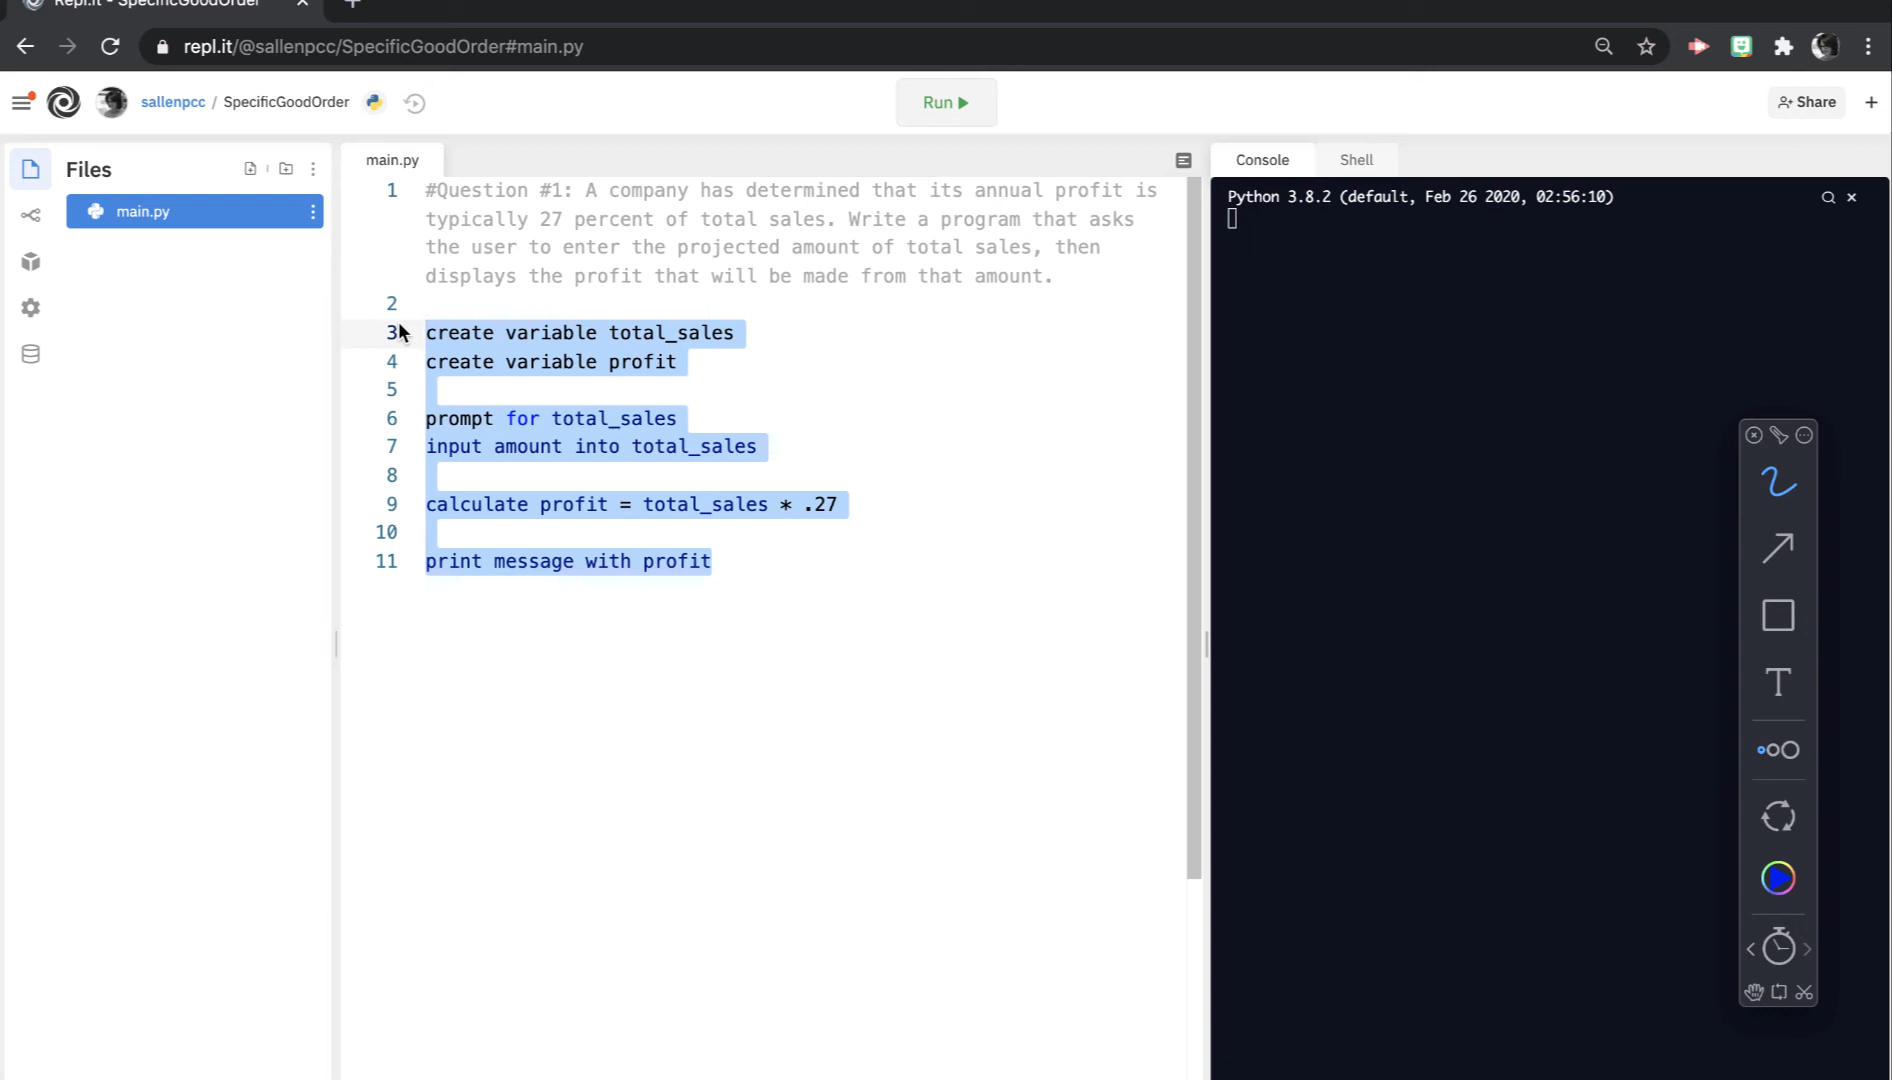 Repl.it - SpecificGoodOrder
repl.it/@sallenpcc/SpecificGoodOrder#main.py
sallenpcc / SpecificGoodOrder
Run
Share
Files
main.py
main.py
1 #Question #1: A company has determined that its annual profit is
typically 27 percent of total sales. Write a program that asks
the user to enter the projected amount of total sales, then
displays the profit that will be made from that amount.
2
3 create variable total_sales
4 create variable profit
5
6 prompt for total_sales
7 input amount into total_sales
8
9 calculate profit = total_sales * .27
10
11 print message with profit
Console
Shell
Python 3.8.2 (default, Feb 26 2020, 02:56:10)
T